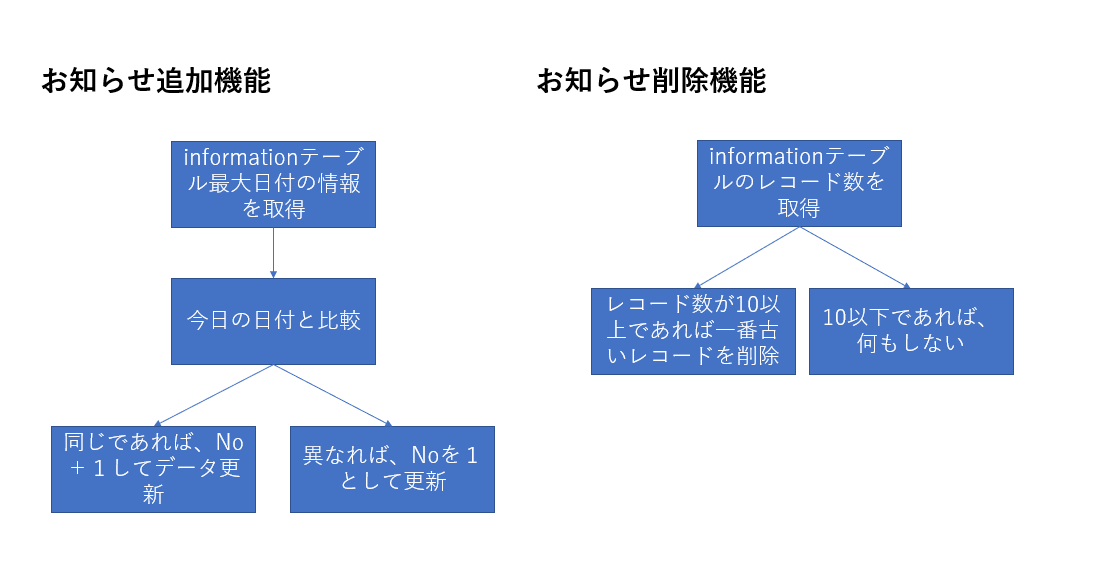 お知らせ追加機能
informationテーブ
ル最大日付の情報
を取得
今日の日付と比較
同じであれば、No
＋１してデータ更
新
異なれば、Noを１
として更新
お知らせ削除機能
informationテーブ
ルのレコード数を
取得
レコード数が10以
上であれば一番古
いレコードを削除
10以下であれば、
何もしない